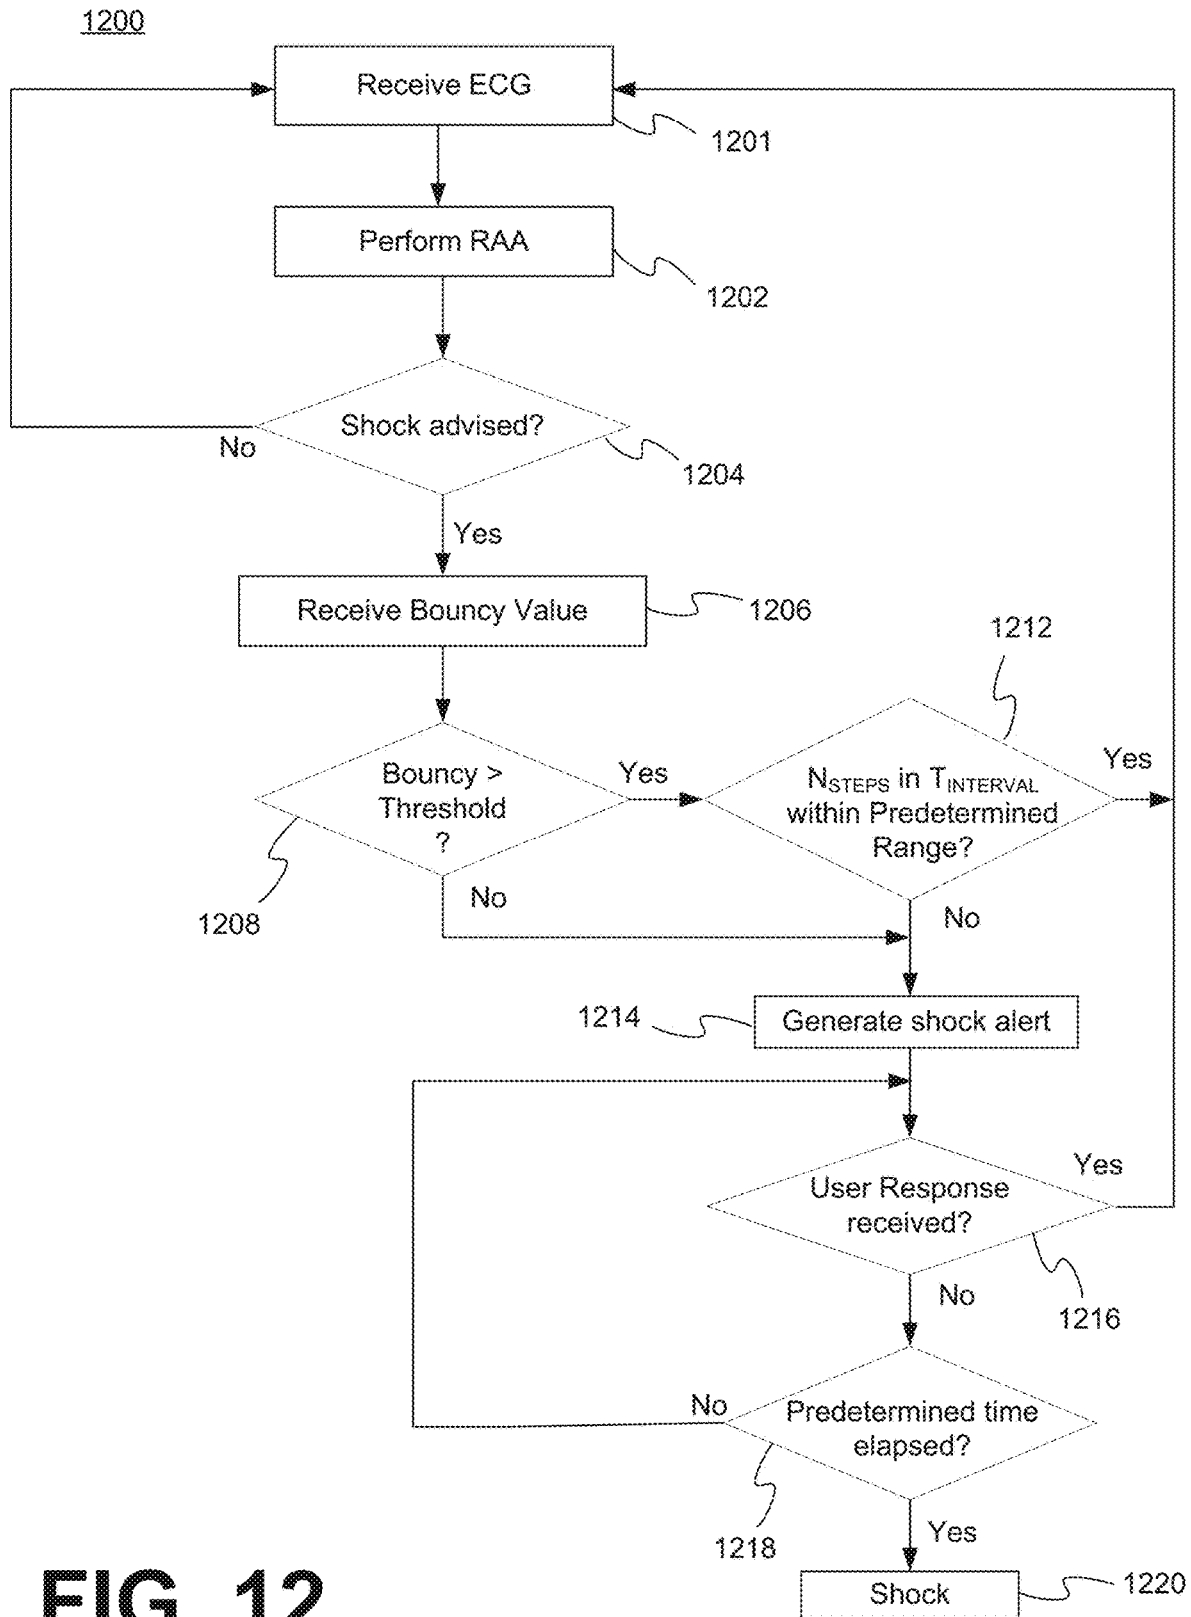 1200
Receive ECG
1201
Perform RAA
1202
Shock advised?
No
1204
Yes
Receive Bouncy Value
1206
1212
Bouncy >
Threshold
?
Yes
N_STEPS in T_INTERVAL
within Predetermined
Range?
Yes
No
1208
No
1214
Generate shock alert
User Response
received?
Yes
No
1216
No
Predetermined time
elapsed?
1218
Yes
Shock
1220
FIG. 12